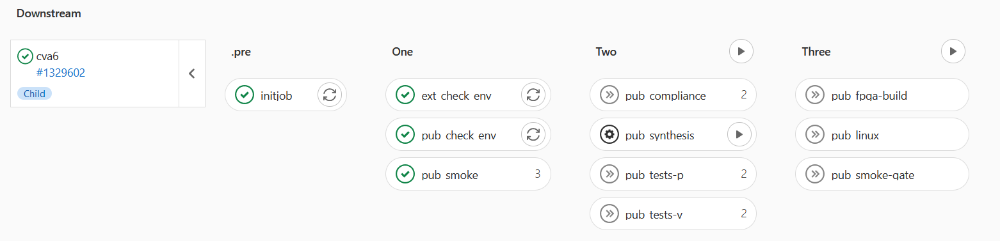 Downstream
cva6
#1329602
Child
.pre
initjob
One
ext check env
pub check env
pub smoke 3
Two
pub compliance 2
pub synthesis
pub tests-p 2
pub tests-v 2
Three
pub fpga-build
pub linux
pub smoke-gate